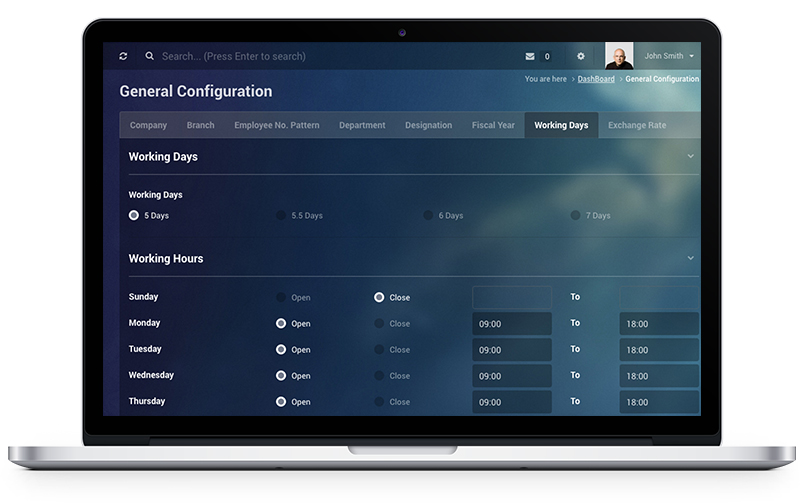 Search... (Press Enter to search) 0 John Smith
You are here > DashBoard > General Configuration
General Configuration
Company Branch Employee No. Pattern Department Designation Fiscal Year Working Days Exchange Rate
Working Days
Working Days
5 Days 5.5 Days 6 Days 7 Days
Working Hours
Sunday Open Close To
Monday Open Close 09:00 To 18:00
Tuesday Open Close 09:00 To 18:00
Wednesday Open Close 09:00 To 18:00
Thursday Open Close 09:00 To 18:00